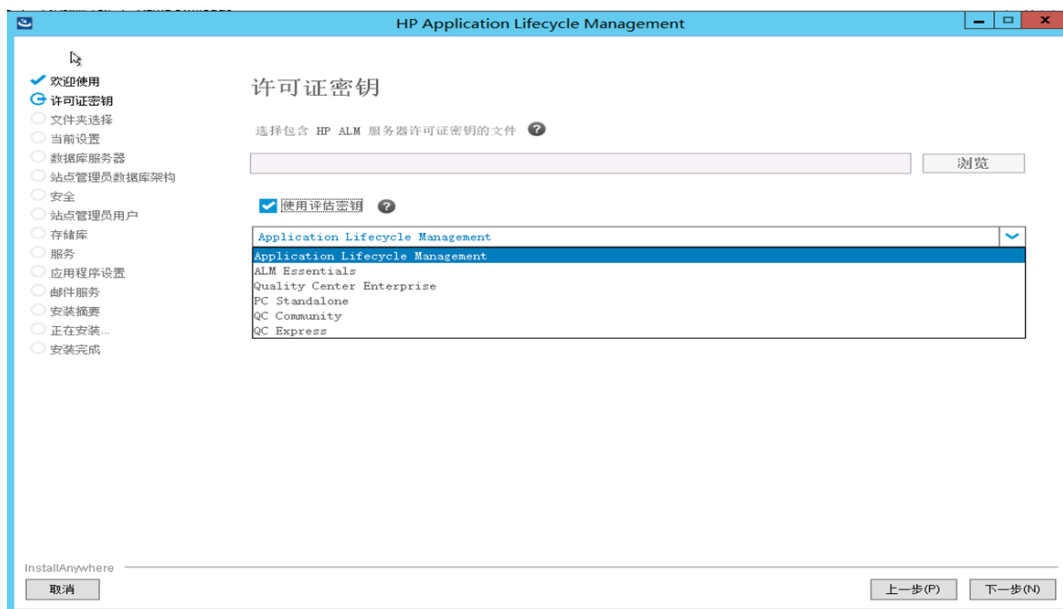 HP Application Lifecycle Management
欢迎使用
许可证密钥
文件夹选择
当前设置
数据库服务器
站点管理员数据库架构
安全
站点管理员用户
存储库
服务
应用程序设置
邮件服务
安装摘要
正在安装...
安装完成
许可证密钥
选择包含 HP ALM 服务器许可证密钥的文件 ?
浏览
使用评估密钥 ?
Application Lifecycle Management
Application Lifecycle Management
ALM Essentials
Quality Center Enterprise
PC Standalone
QC Community
QC Express
InstallAnywhere
取消
上一步(P)
下一步(N)